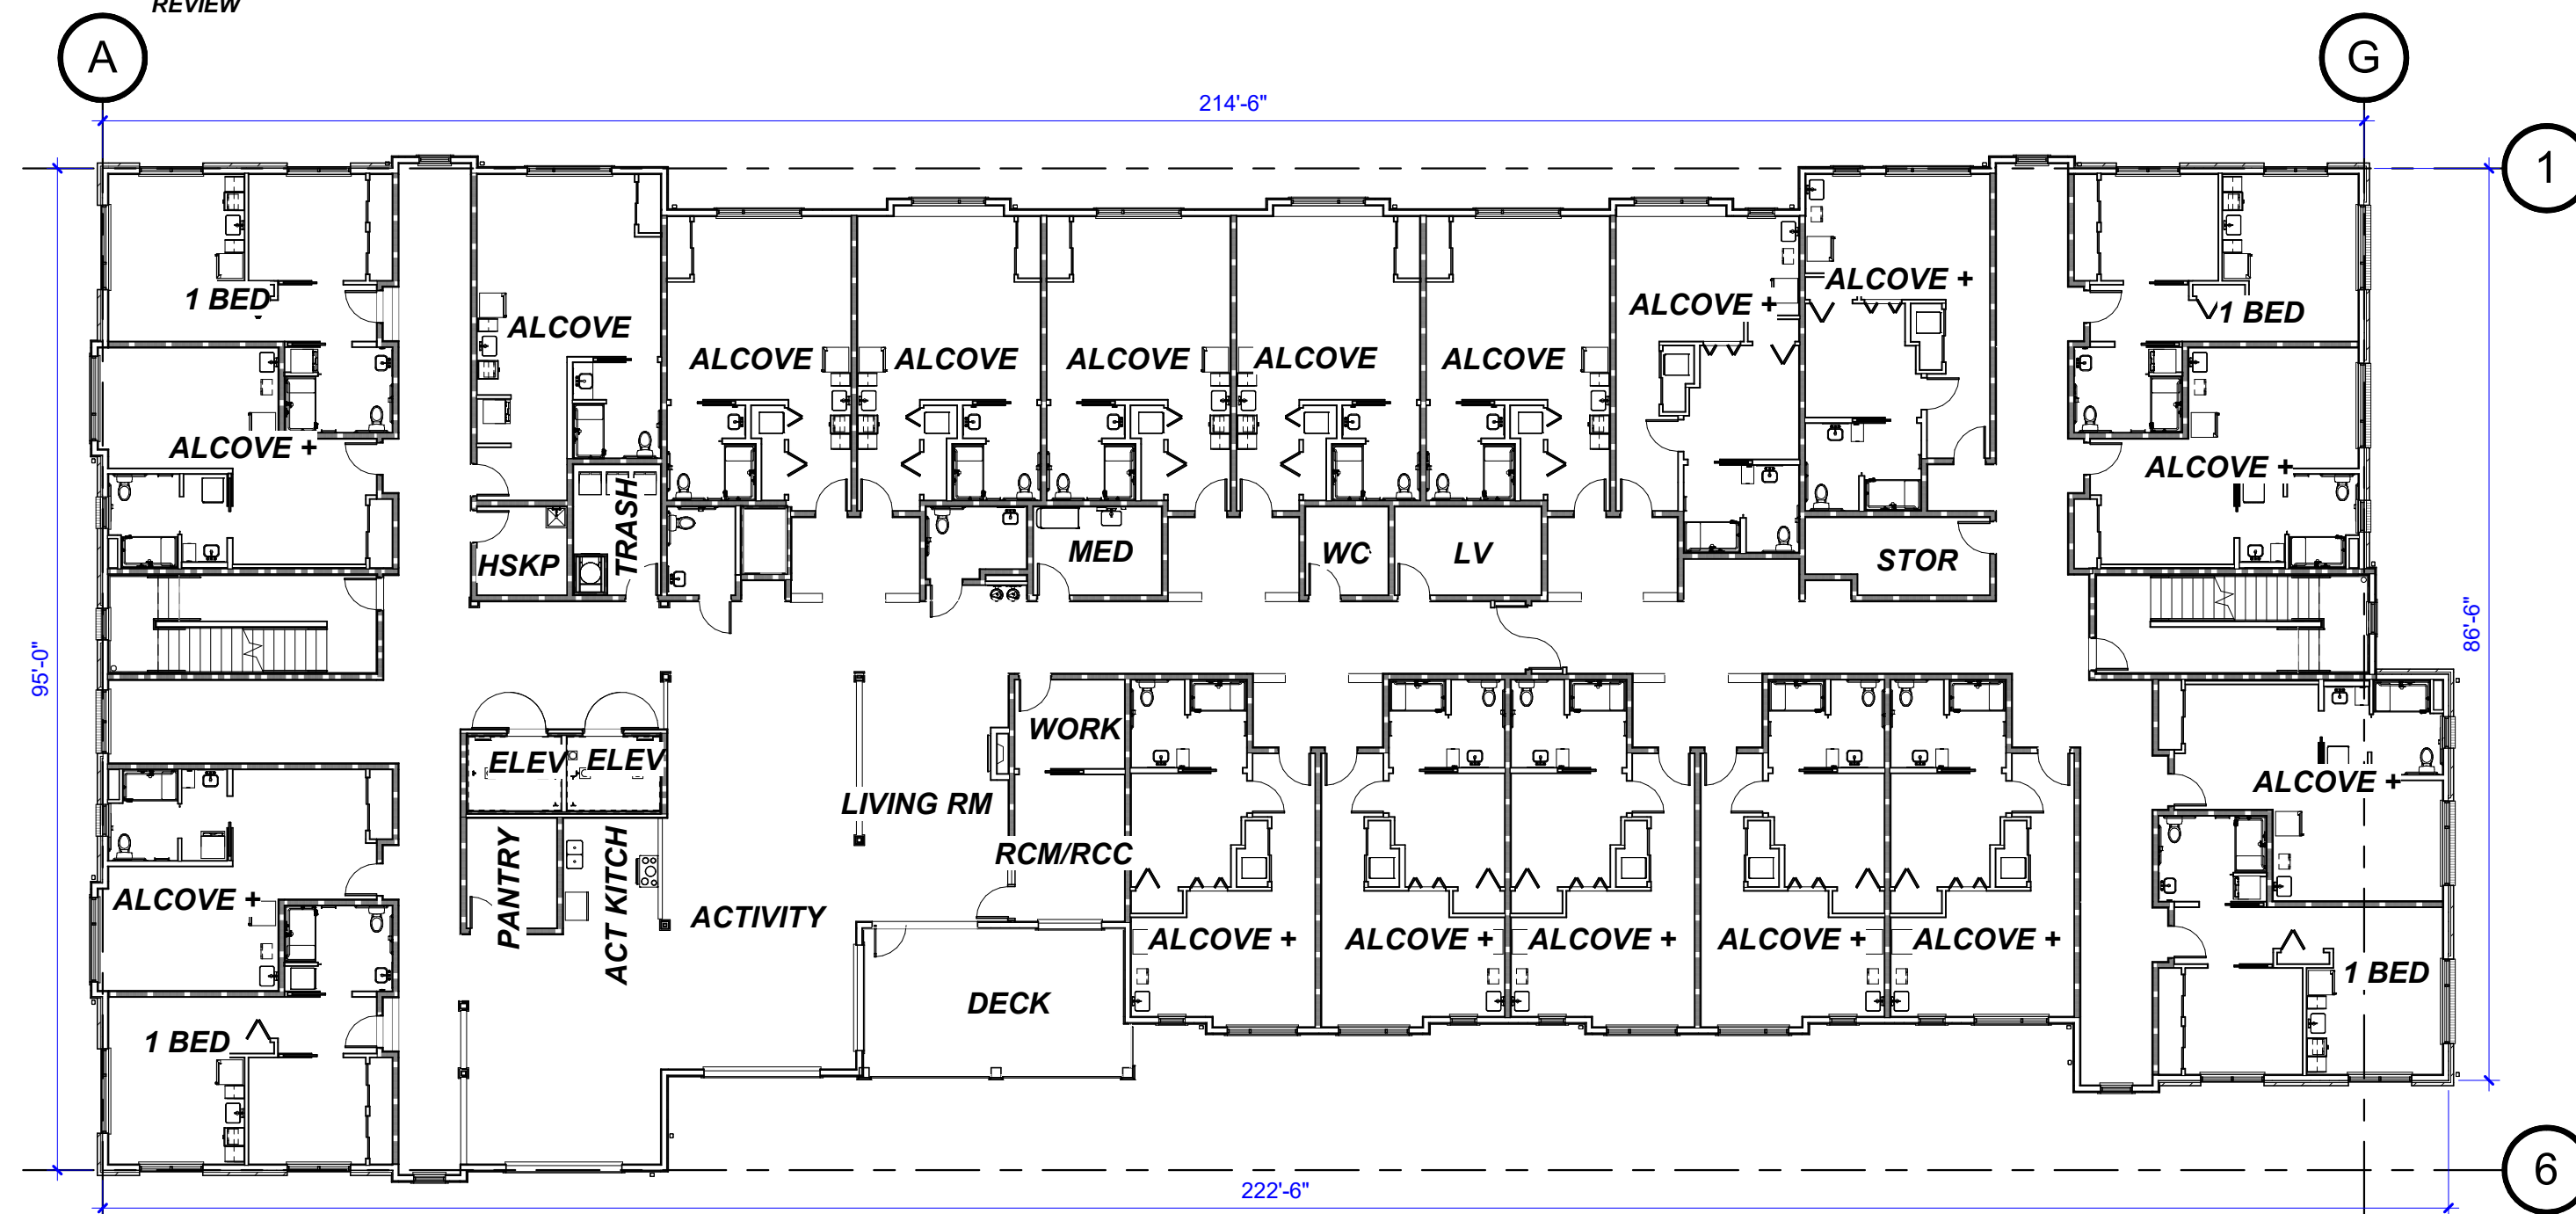 REVIEW
A
G
214'-6"
1
ALCOVE +
1 BED
ALCOVE +
1 BED
ALCOVE
ALCOVE
ALCOVE
ALCOVE
ALCOVE
ALCOVE
ALCOVE +
ALCOVE +
HSKP
TRASH
MED
WC
LV
STOR
95'-0"
86'-6"
WORK
ELEV
ELEV
ALCOVE +
LIVING RM
RCM/RCC
PANTRY
ACT KITCH
ALCOVE +
ACTIVITY
ALCOVE +
ALCOVE +
ALCOVE +
ALCOVE +
ALCOVE +
1 BED
DECK
1 BED
6
222'-6"